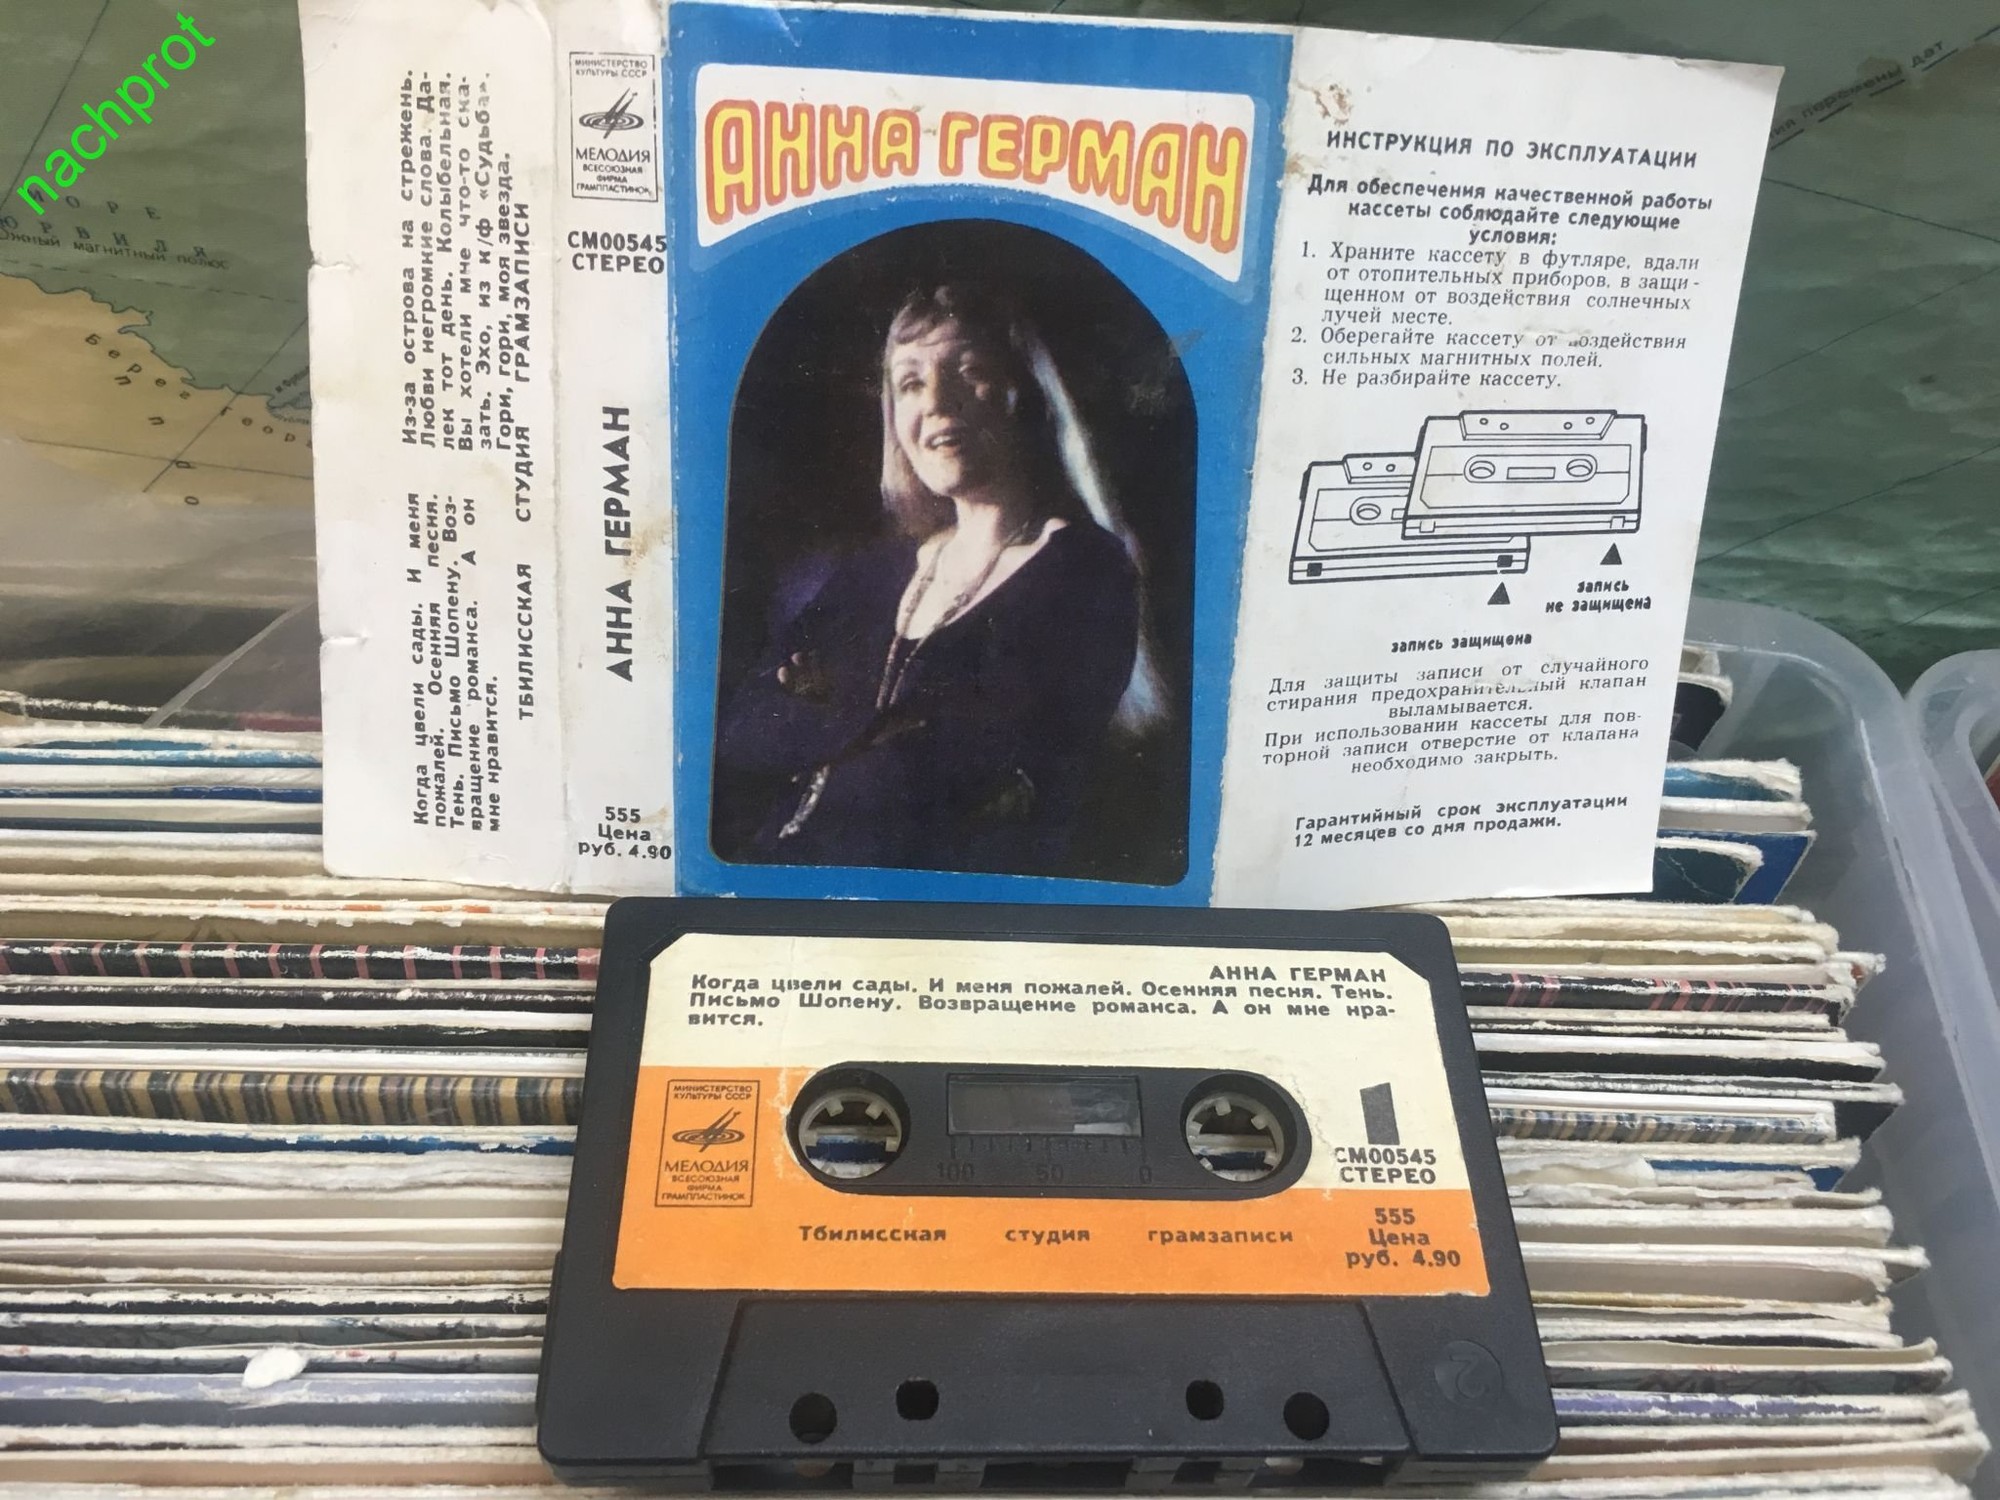 nachprot
Из-за острова на стрежень.
Любви негромкие слова. Да-
лек тот день. Колыбельная.
Вы хотели мне что-то ска-
зать. Эхо, из к/ф «Судьба».
Гори, гори, моя звезда.
Когда цвели сады. И меня
пожалей. Осенняя песня.
Тень. Письмо Шопену. Воз-
вращение романса. А он
мне нравится.
ТБИЛИССКАЯ СТУДИЯ ГРАМЗАПИСИ
МИНИСТЕРСТВО
КУЛЬТУРЫ СССР
МЕЛОДИЯ
ВСЕСОЮЗНАЯ
ФИРМА
ГРАМПЛАСТИНОК
СМ00545
СТЕРЕО
АННА ГЕРМАН
555
Цена
руб. 4.90
АННА ГЕРМАН
ИНСТРУКЦИЯ ПО ЭКСПЛУАТАЦИИ
Для обеспечения качественной работы
кассеты соблюдайте следующие
условия:
1. Храните кассету в футляре, вдали
от отопительных приборов, в защи-
щенном от воздействия солнечных
лучей месте.
2. Оберегайте кассету от воздействия
сильных магнитных полей.
3. Не разбирайте кассету.
запись
не защищена
запись защищена
Для защиты записи от случайного
стирания предохранительный клапан
выламывается.
При использовании кассеты для пов-
торной записи отверстие от клапана
необходимо закрыть.
Гарантийный срок эксплуатации
12 месяцев со дня продажи.
АННА ГЕРМАН
Когда цвели сады. И меня пожалей. Осенняя песня. Тень.
Письмо Шопену. Возвращение романса. А он мне нра-
вится.
МИНИСТЕРСТВО
КУЛЬТУРЫ СССР
МЕЛОДИЯ
ВСЕСОЮЗНАЯ
ФИРМА
ГРАМПЛАСТИНОК
100 50 0
1
СМ00545
СТЕРЕО
Тбилисская студия грамзаписи
555
Цена
руб. 4.90
2
МОРЕ
ЮРВИЛЯ
Южный магнитный полюс
Берег